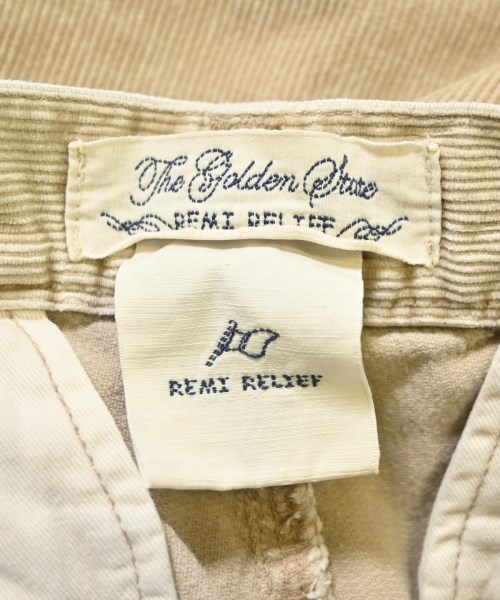 The Golden State
REMI RELIEF
REMI RELIEF